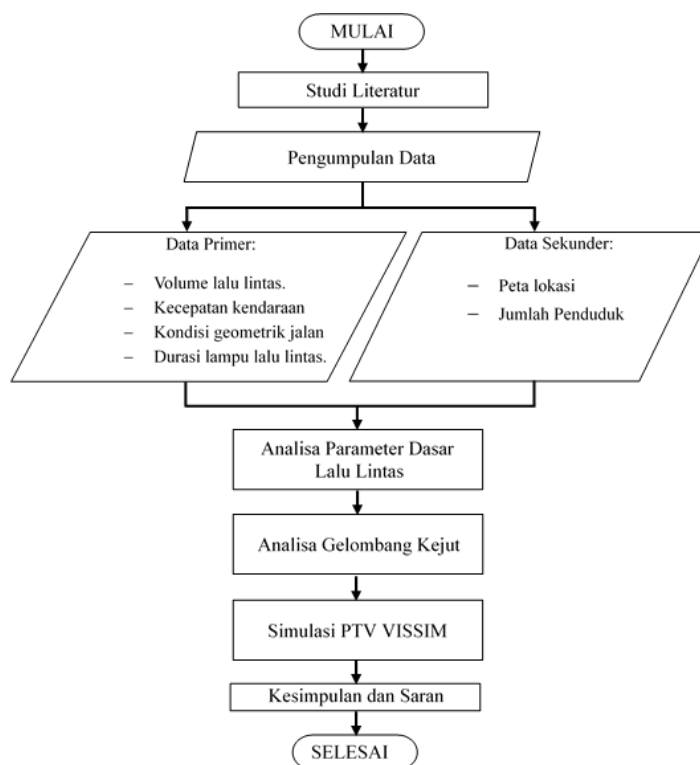 MULAI
Studi Literatur
Pengumpulan Data
Data Primer:
– Volume lalu lintas.
– Kecepatan kendaraan
– Kondisi geometrik jalan
– Durasi lampu lalu lintas.
Data Sekunder:
– Peta lokasi
– Jumlah Penduduk
Analisa Parameter Dasar
Lalu Lintas
Analisa Gelombang Kejut
Simulasi PTV VISSIM
Kesimpulan dan Saran
SELESAI